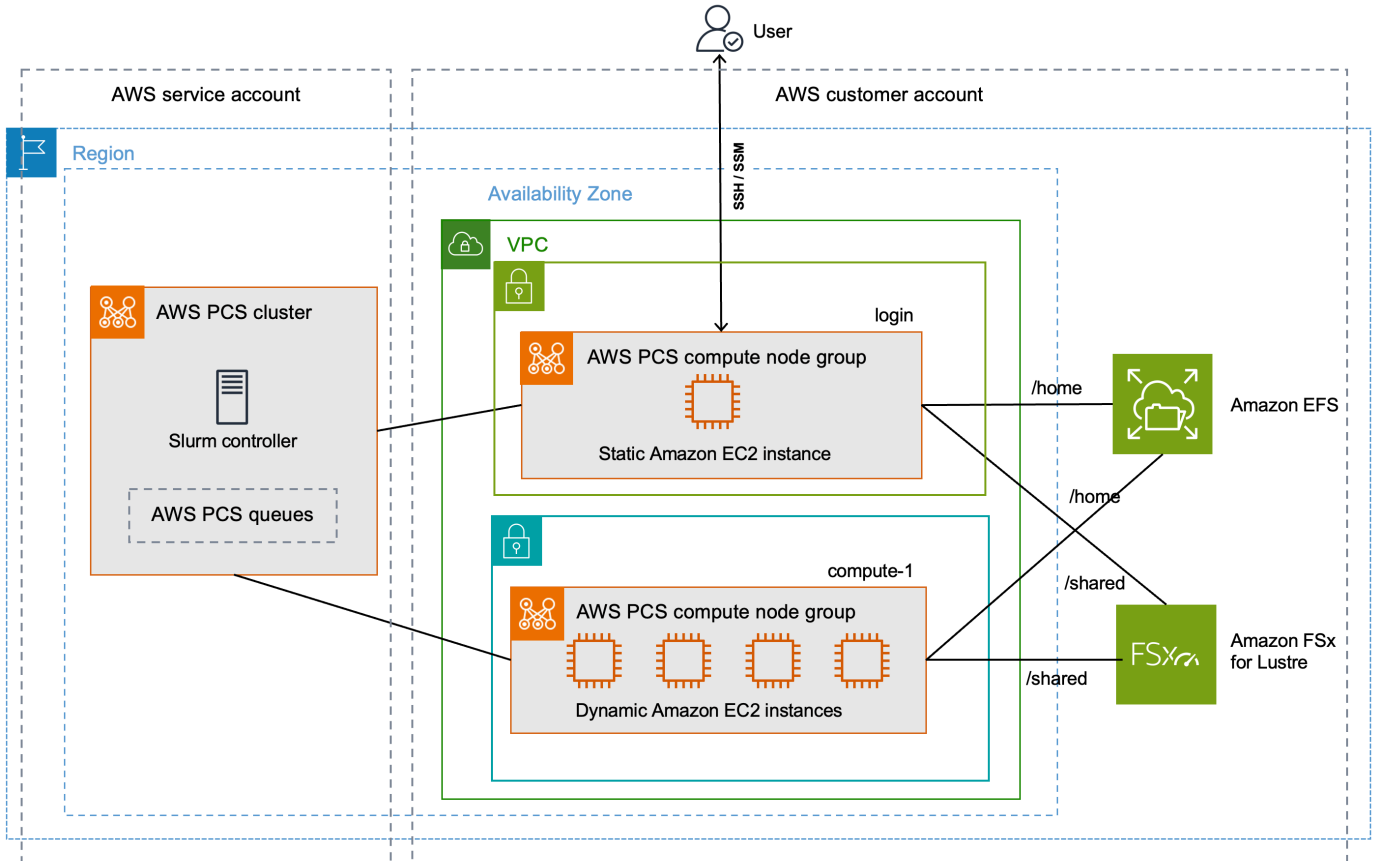 User
AWS service account
AWS customer account
Region
SSH / SSM
Availability Zone
VPC
AWS PCS cluster
login
AWS PCS compute node group
/home
Amazon EFS
Slurm controller
Static Amazon EC2 instance
/home
AWS PCS queues
compute-1
/shared
AWS PCS compute node group
Amazon FSx
for Lustre
FSx
/shared
Dynamic Amazon EC2 instances